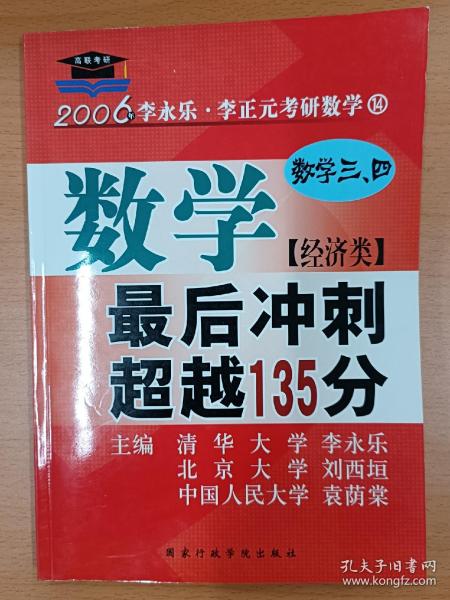 高联考研
2006年李永乐·李正元考研数学⑭
数学三、四
数学
【经济类】
最后冲刺
超越135分
主编 清华大学 李永乐
北京大学 刘西垣
中国人民大学 袁荫棠
国家行政学院出版社
孔夫子旧书网
www.kongfz.com